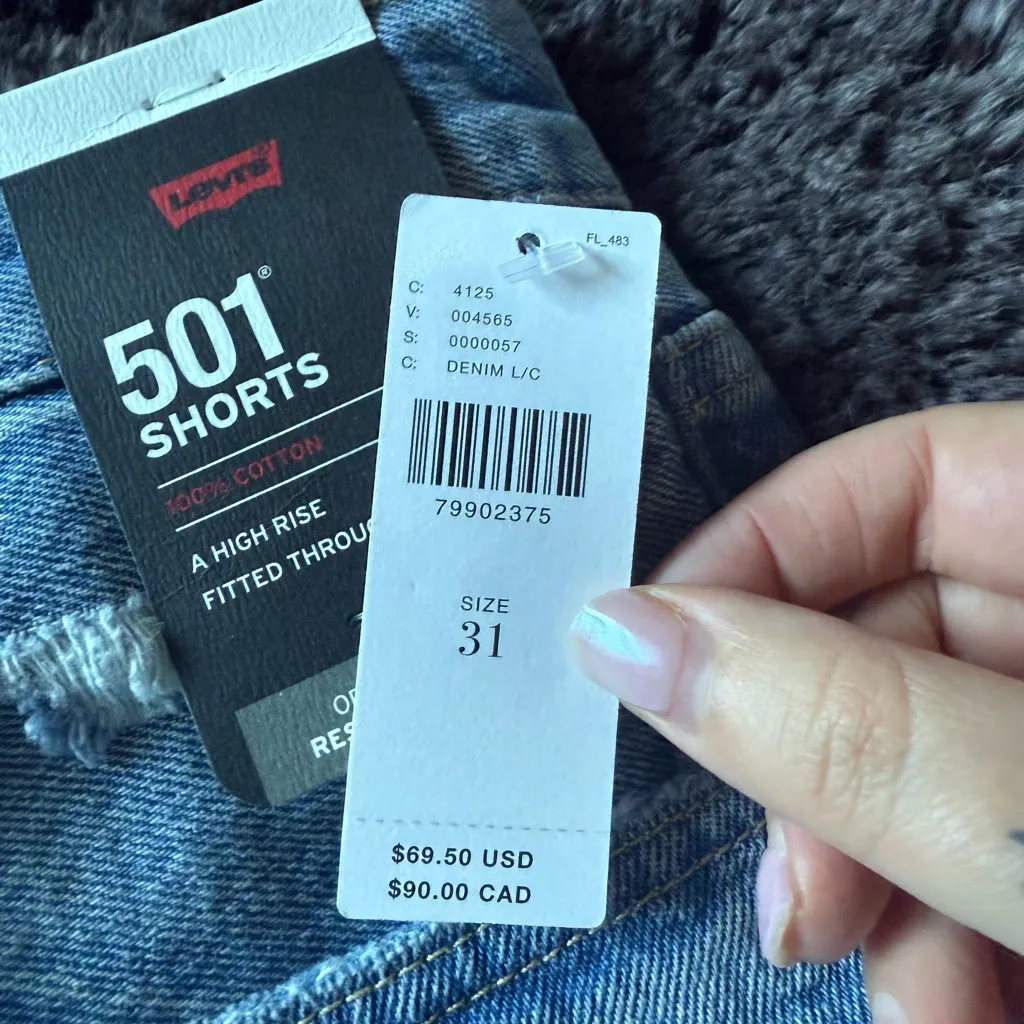 Levi's®
501®
SHORTS
100% COTTON
A HIGH RISE
FITTED THROUG
FL_483
C: 4125
V: 004565
S: 0000057
C: DENIM L/C
79902375
SIZE
31
$69.50 USD
$90.00 CAD